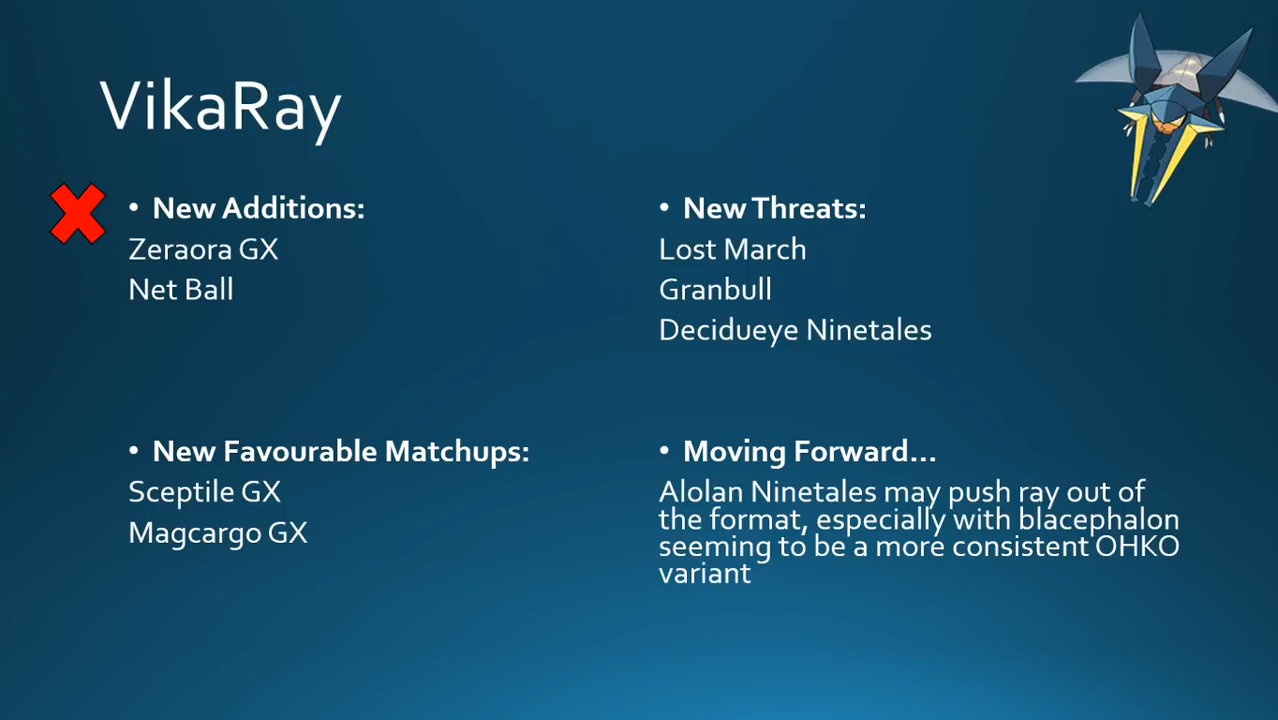 VikaRay
• New Additions:
Zeraora GX
Net Ball
• New Threats:
Lost March
Granbull
Decidueye Ninetales
• New Favourable Matchups:
Sceptile GX
Magcargo GX
• Moving Forward...
Alolan Ninetales may push ray out of
the format, especially with blacephalon
seeming to be a more consistent OHKO
variant